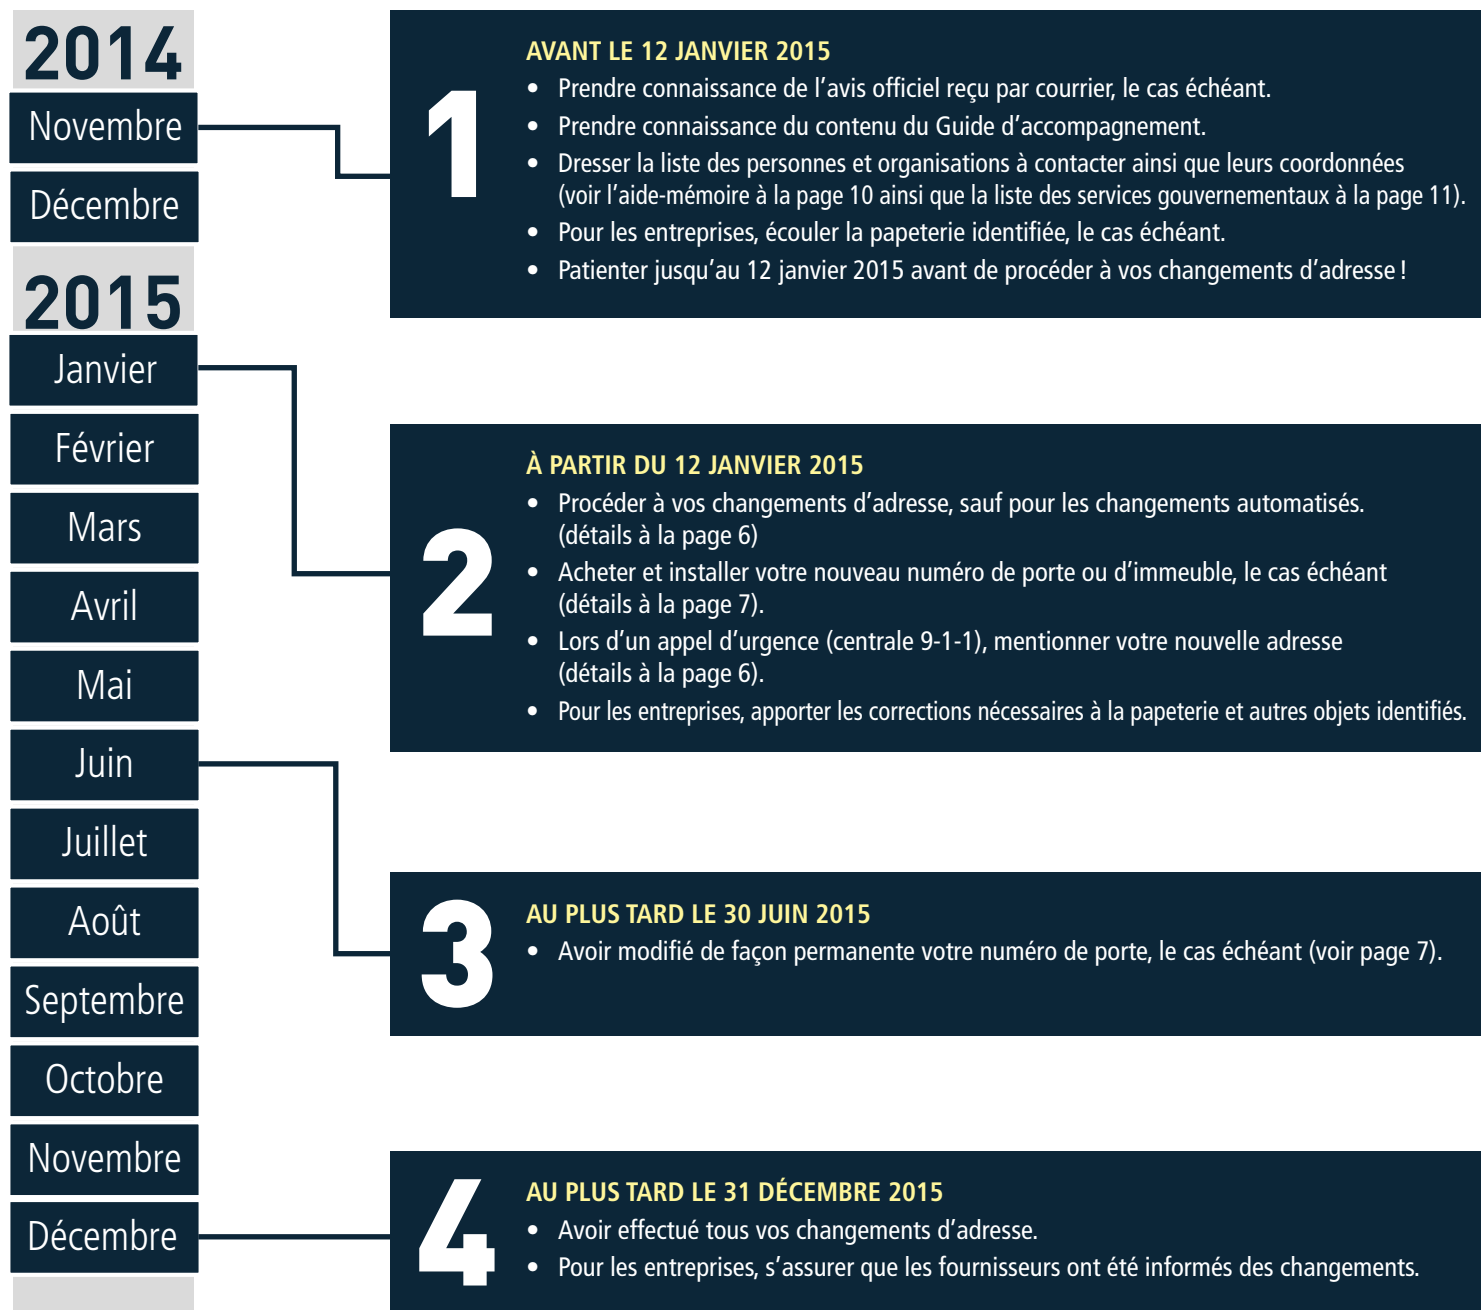 2014
Novembre
Décembre
2015
Janvier
Février
Mars
Avril
Mai
Juin
Juillet
Août
Septembre
Octobre
Novembre
Décembre
1
AVANT LE 12 JANVIER 2015
• Prendre connaissance de l’avis officiel reçu par courrier, le cas échéant.
• Prendre connaissance du contenu du Guide d’accompagnement.
• Dresser la liste des personnes et organisations à contacter ainsi que leurs coordonnées
(voir l’aide-mémoire à la page 10 ainsi que la liste des services gouvernementaux à la page 11).
• Pour les entreprises, écouler la papeterie identifiée, le cas échéant.
• Patienter jusqu’au 12 janvier 2015 avant de procéder à vos changements d’adresse !
2
À PARTIR DU 12 JANVIER 2015
• Procéder à vos changements d’adresse, sauf pour les changements automatisés.
(détails à la page 6)
• Acheter et installer votre nouveau numéro de porte ou d’immeuble, le cas échéant
(détails à la page 7).
• Lors d’un appel d’urgence (centrale 9-1-1), mentionner votre nouvelle adresse
(détails à la page 6).
• Pour les entreprises, apporter les corrections nécessaires à la papeterie et autres objets identifiés.
3
AU PLUS TARD LE 30 JUIN 2015
• Avoir modifié de façon permanente votre numéro de porte, le cas échéant (voir page 7).
4
AU PLUS TARD LE 31 DÉCEMBRE 2015
• Avoir effectué tous vos changements d’adresse.
• Pour les entreprises, s’assurer que les fournisseurs ont été informés des changements.